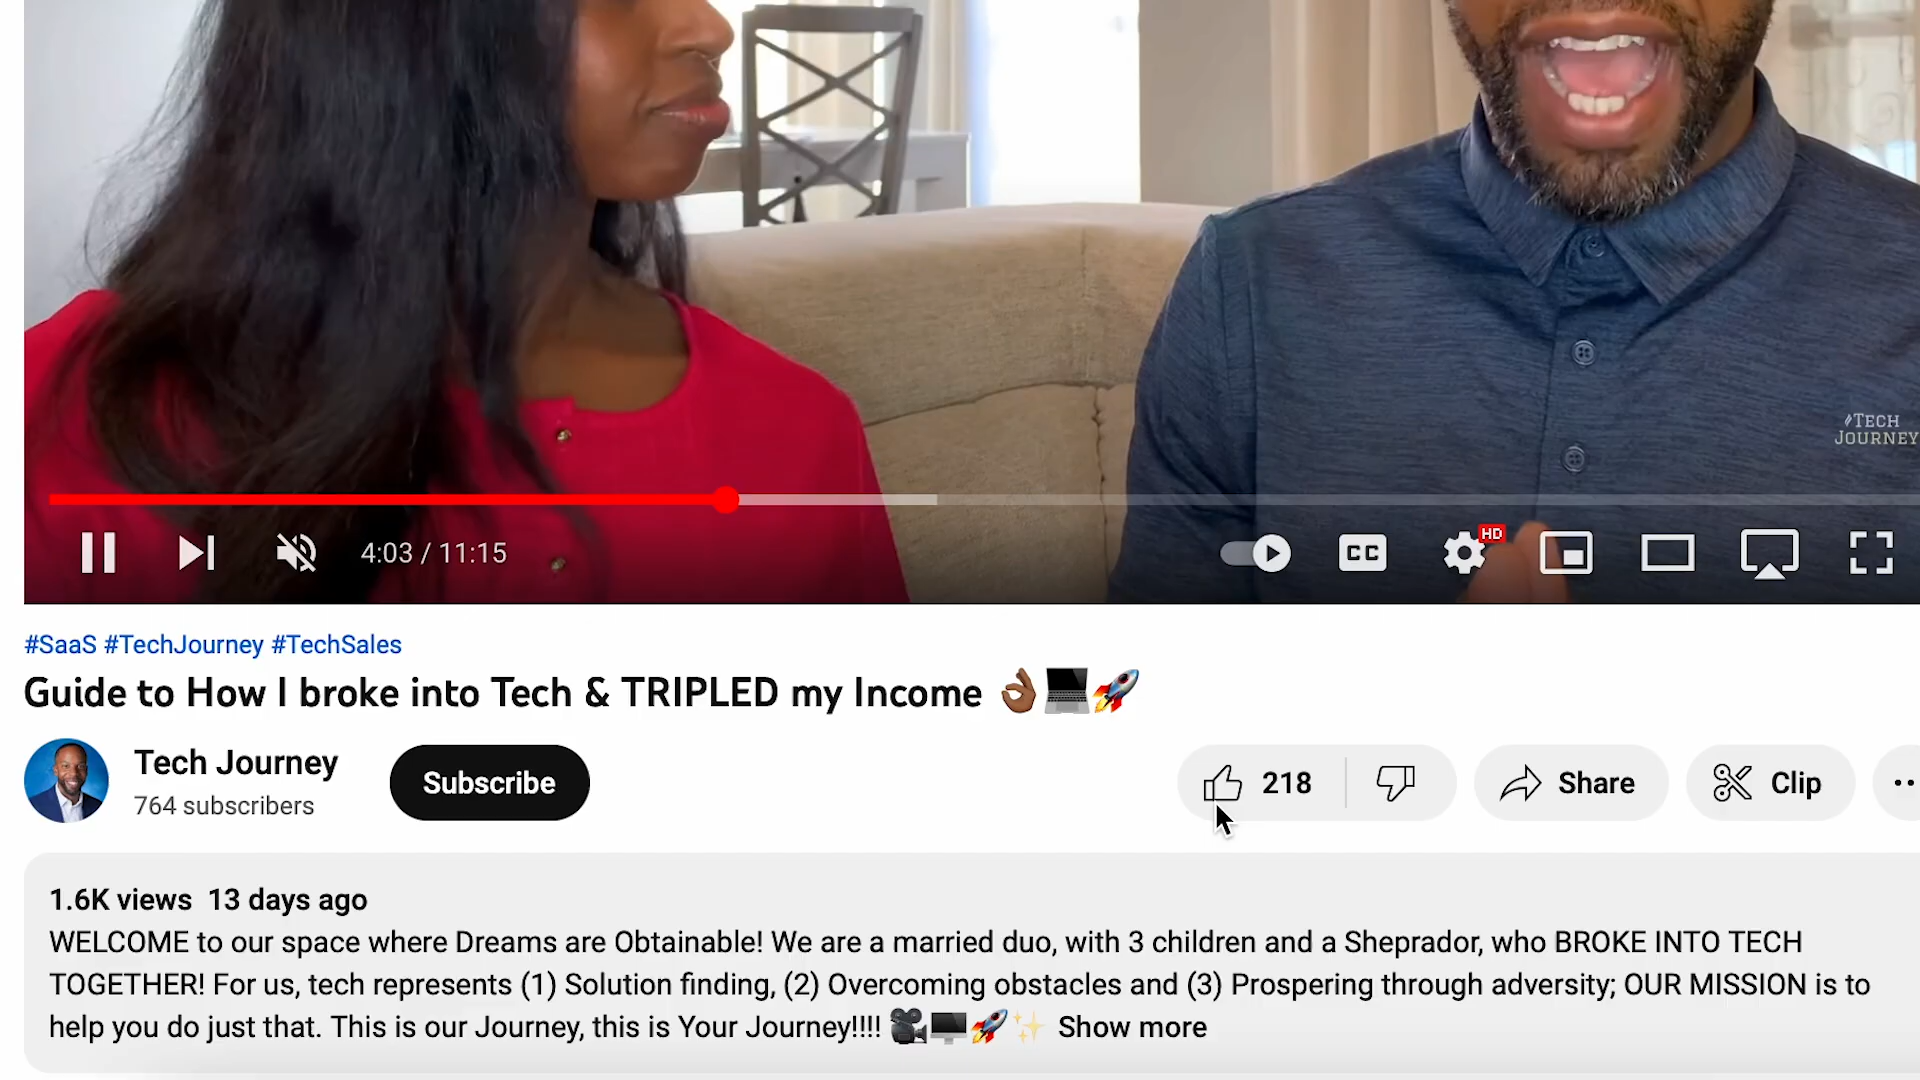 TECH
JOURNEY
HD
4:03 / 11:15
CC
#SaaS #TechJourney #TechSales
Guide to How I broke into Tech & TRIPLED my Income 👌🏾💻🚀
Tech Journey
764 subscribers
Subscribe
218
Share
Clip
1.6K views 13 days ago
WELCOME to our space where Dreams are Obtainable! We are a married duo, with 3 children and a Sheprador, who BROKE INTO TECH
TOGETHER! For us, tech represents (1) Solution finding, (2) Overcoming obstacles and (3) Prospering through adversity; OUR MISSION is to
help you do just that. This is our Journey, this is Your Journey!!!! 🎥🖥️🚀✨ Show more